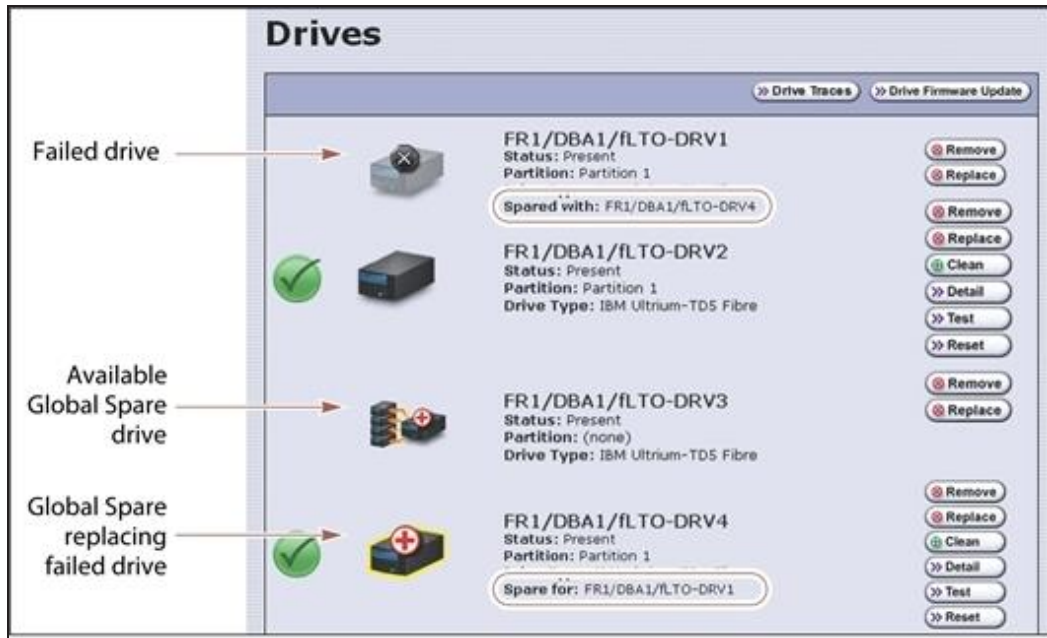 Drives
Drive Traces
Drive Firmware Update
Failed drive
FR1/DBA1/fLTO-DRV1
Status: Present
Partition: Partition 1
Spared with: FR1/DBA1/fLTO-DRV4
Remove
Replace
FR1/DBA1/fLTO-DRV2
Status: Present
Partition: Partition 1
Drive Type: IBM Ultrium-TD5 Fibre
Remove
Replace
Clean
Detail
Test
Reset
Available
Global Spare
drive
FR1/DBA1/fLTO-DRV3
Status: Present
Partition: (none)
Drive Type: IBM Ultrium-TD5 Fibre
Remove
Replace
Global Spare
replacing
failed drive
FR1/DBA1/fLTO-DRV4
Status: Present
Partition: Partition 1
Spare for: FR1/DBA1/fLTO-DRV1
Remove
Replace
Clean
Detail
Test
Reset